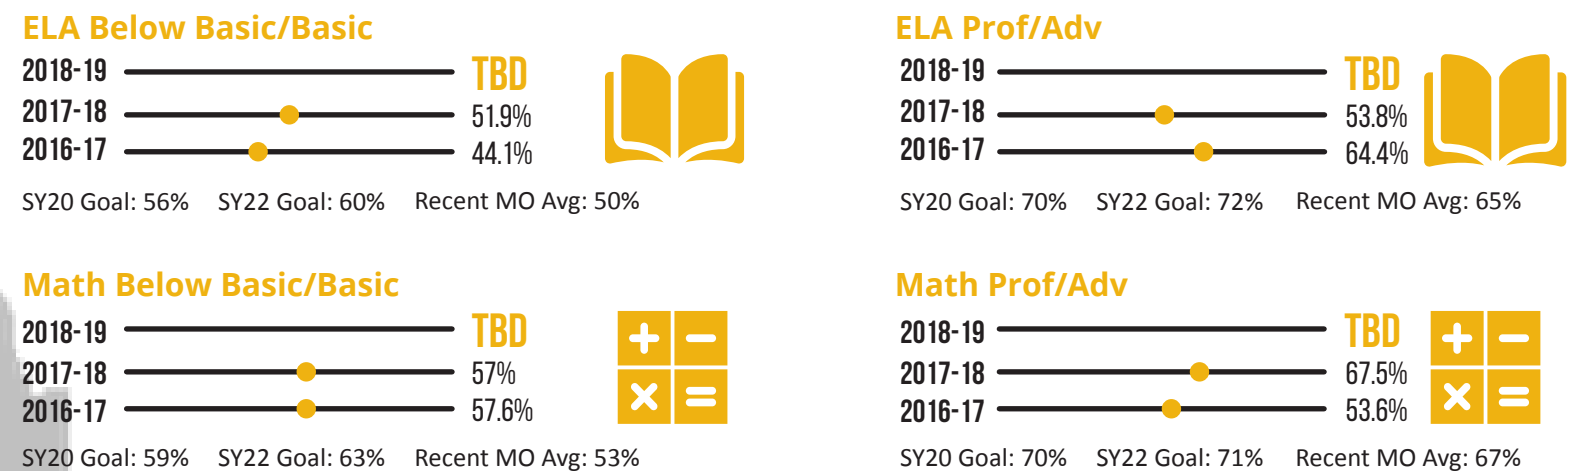 ELA Below Basic/Basic
2018-19 TBD
2017-18 51.9%
2016-17 44.1%
SY20 Goal: 56% SY22 Goal: 60% Recent MO Avg: 50%
ELA Prof/Adv
2018-19 TBD
2017-18 53.8%
2016-17 64.4%
SY20 Goal: 70% SY22 Goal: 72% Recent MO Avg: 65%
Math Below Basic/Basic
2018-19 TBD
2017-18 57%
2016-17 57.6%
SY20 Goal: 59% SY22 Goal: 63% Recent MO Avg: 53%
Math Prof/Adv
2018-19 TBD
2017-18 67.5%
2016-17 53.6%
SY20 Goal: 70% SY22 Goal: 71% Recent MO Avg: 67%